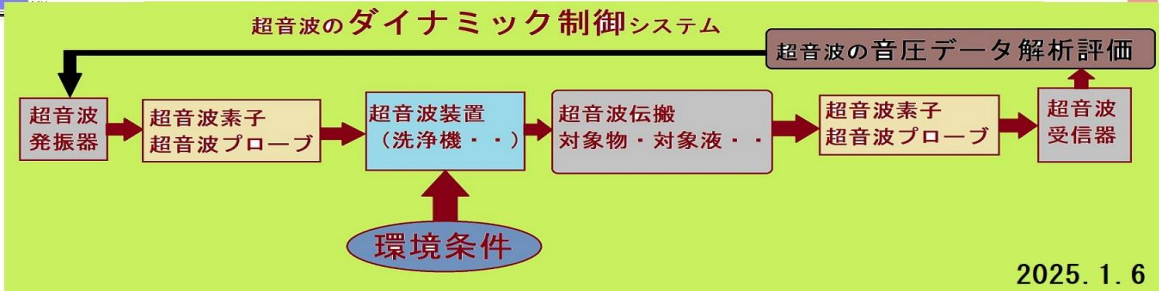 超音波のダイナミック制御システム
超音波の音圧データ解析評価
超音波
発振器
超音波素子
超音波プローブ
超音波装置
（洗浄機・・）
超音波伝搬
対象物・対象液・・
超音波素子
超音波プローブ
超音波
受信器
環境条件
2025.1.6